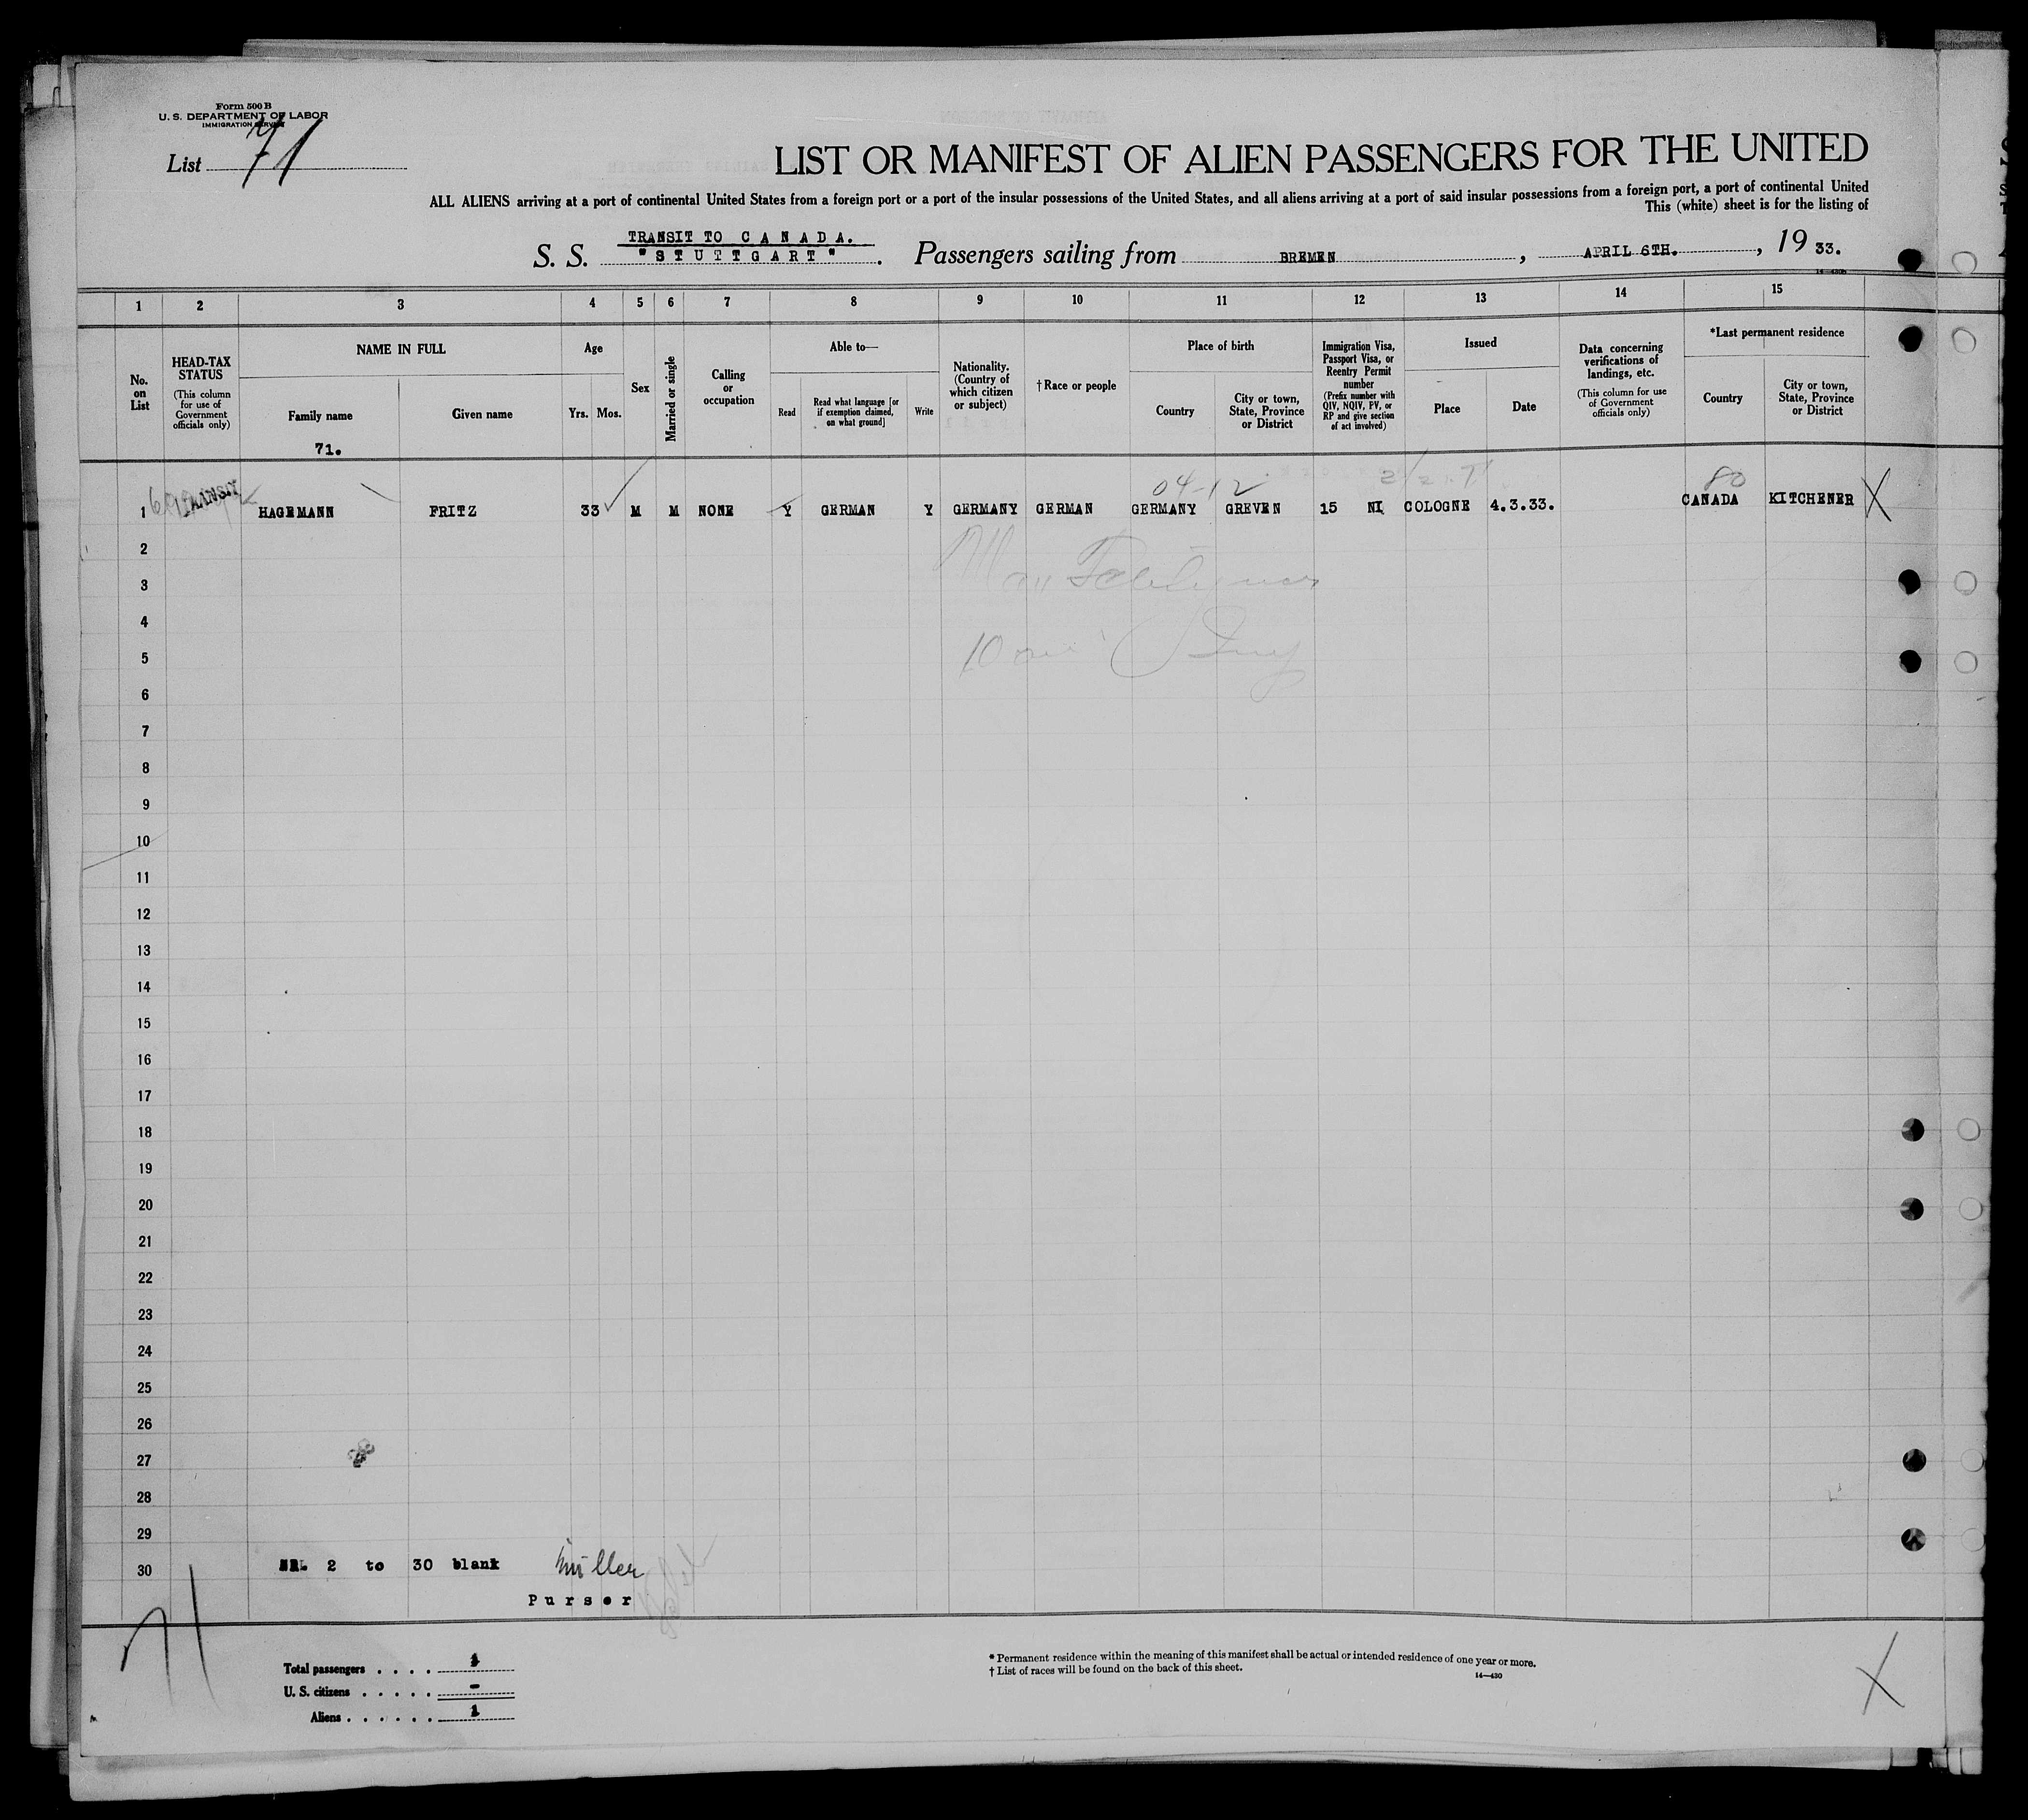 Form 500 B
U. S. DEPARTMENT OF LABOR
IMMIGRATION SERVICE
List 71
LIST OR MANIFEST OF ALIEN PASSENGERS FOR THE UNITED
ALL ALIENS arriving at a port of continental United States from a foreign port or a port of the insular possessions of the United States, and all aliens arriving at a port of said insular possessions from a foreign port, a port of continental United
This (white) sheet is for the listing of
TRANSIT TO C A N A D A.
S. S. "S T U T T G A R T". Passengers sailing from BREMEN, APRIL 6TH., 1933.
1 2 3 4 5 6 7 8 9 10 11 12 13 14 15
No. on List
HEAD-TAX STATUS (This column for use of Government officials only)
NAME IN FULL
Family name
Given name
71.
Age
Yrs. Mos.
Sex
Married or single
Calling or occupation
Able to—
Read
Read what language [or if exemption claimed, on what ground]
Write
Nationality. (Country of which citizen or subject)
† Race or people
Place of birth
Country
City or town, State, Province or District
Immigration Visa, Passport Visa, or Reentry Permit number (Prefix number with QIV, NQIV, PV, or RP and give section of act involved)
Issued
Place
Date
Data concerning verifications of landings, etc. (This column for use of Government officials only)
*Last permanent residence
Country
City or town, State, Province or District
04-12 80
1 TRANSIT HAGEMANN FRITZ 33 M M NONE Y GERMAN Y GERMANY GERMAN GERMANY GREVEN 15 NI COLOGNE 4.3.33. CANADA KITCHENER X
2
3
4
5
6
7
8
9
10
11
12
13
14
15
16
17
18
19
20
21
22
23
24
25
26
27
28
29
30 2 to 30 blank Müller
Purser
71
Total passengers . . . . 1
U. S. citizens . . . . . -
Aliens . . . . . . 1
* Permanent residence within the meaning of this manifest shall be actual or intended residence of one year or more.
† List of races will be found on the back of this sheet.
14—430
X